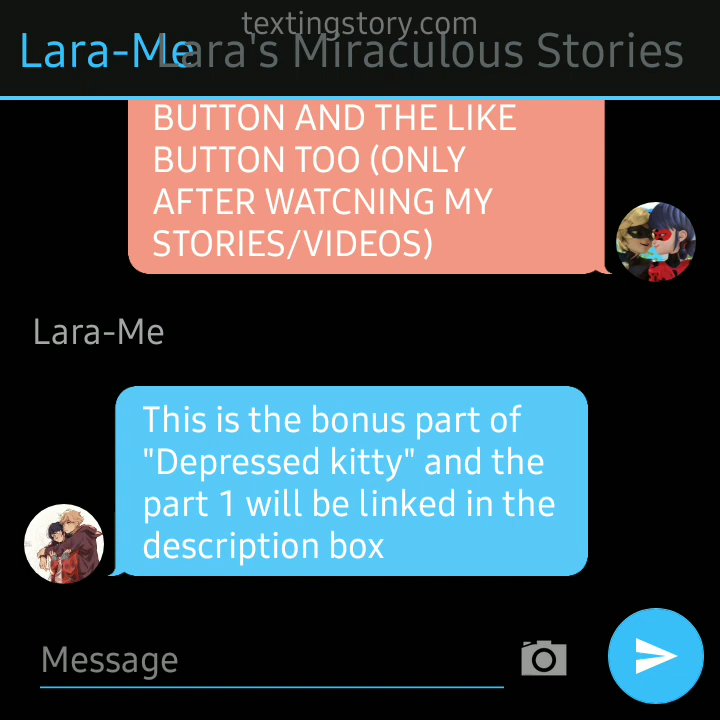 textingstory.com
Lara-Me
Lara's Miraculous Stories
BUTTON AND THE LIKE
BUTTON TOO (ONLY
AFTER WATCNING MY
STORIES/VIDEOS)
Lara-Me
This is the bonus part of
"Depressed kitty" and the
part 1 will be linked in the
description box
Message